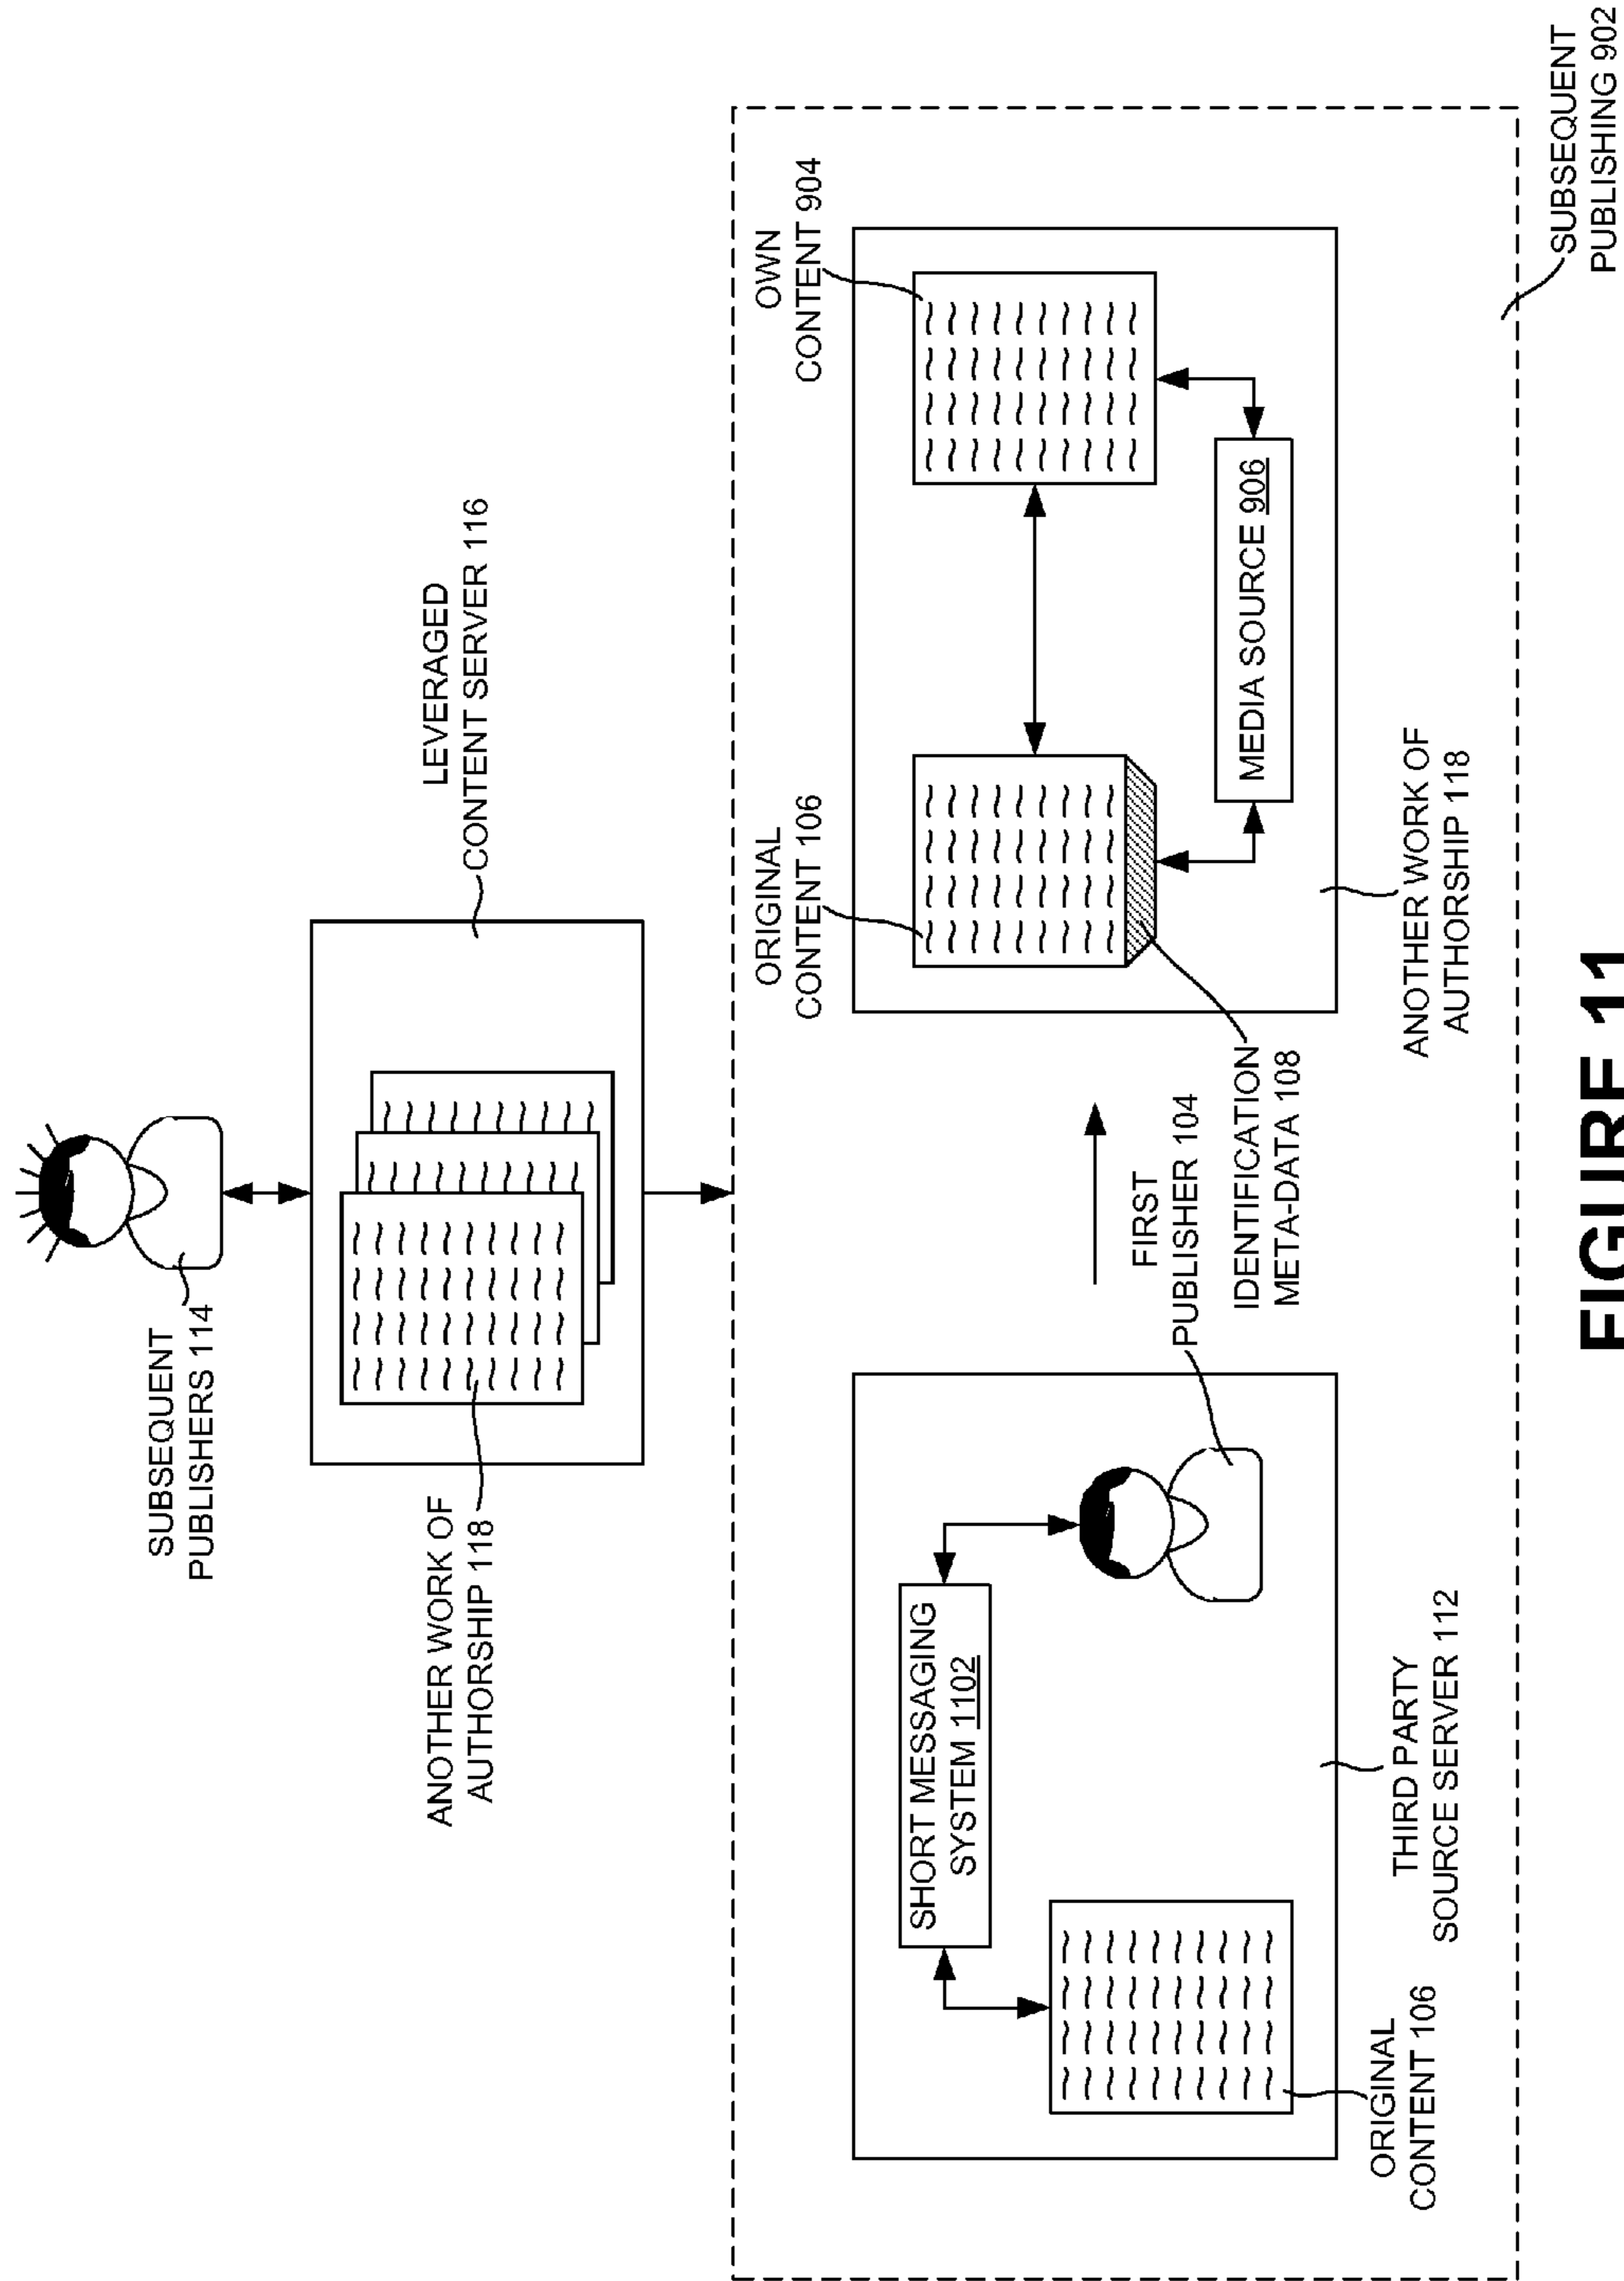 SUBSEQUENT
PUBLISHERS 114
LEVERAGED
CONTENT SERVER 116
ANOTHER WORK OF
AUTHORSHIP 118
ORIGINAL
CONTENT 106
OWN
CONTENT 904
SHORT MESSAGING
SYSTEM 1102
FIRST
PUBLISHER 104
IDENTIFICATION
META-DATA 108
MEDIA SOURCE 906
ORIGINAL
CONTENT 106
THIRD PARTY
SOURCE SERVER 112
ANOTHER WORK OF
AUTHORSHIP 118
SUBSEQUENT
PUBLISHING 902
FIGURE 11